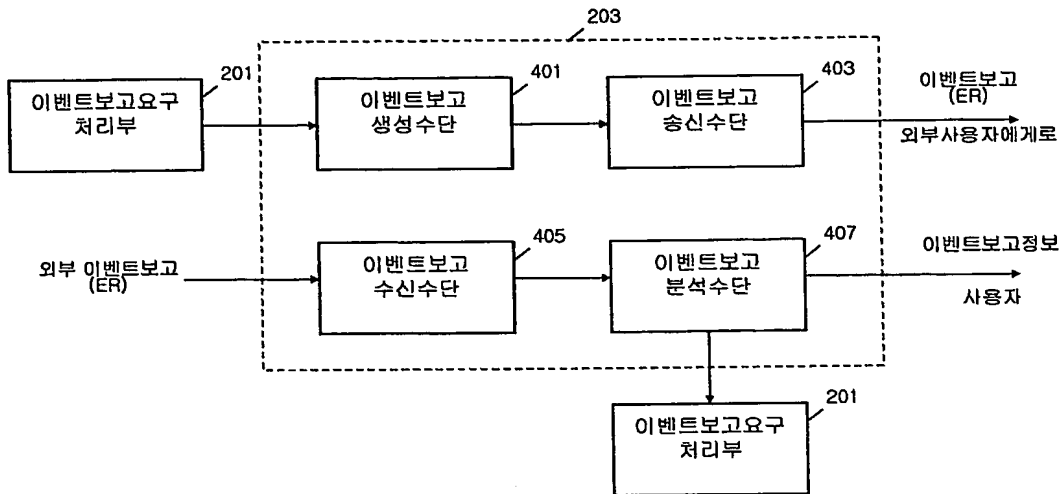 203
201
이벤트보고요구
처리부
401
이벤트보고
생성수단
403
이벤트보고
송신수단
이벤트보고
(ER)
외부사용자에게로
외부 이벤트보고
(ER)
405
이벤트보고
수신수단
407
이벤트보고
분석수단
이벤트보고정보
사용자
201
이벤트보고요구
처리부